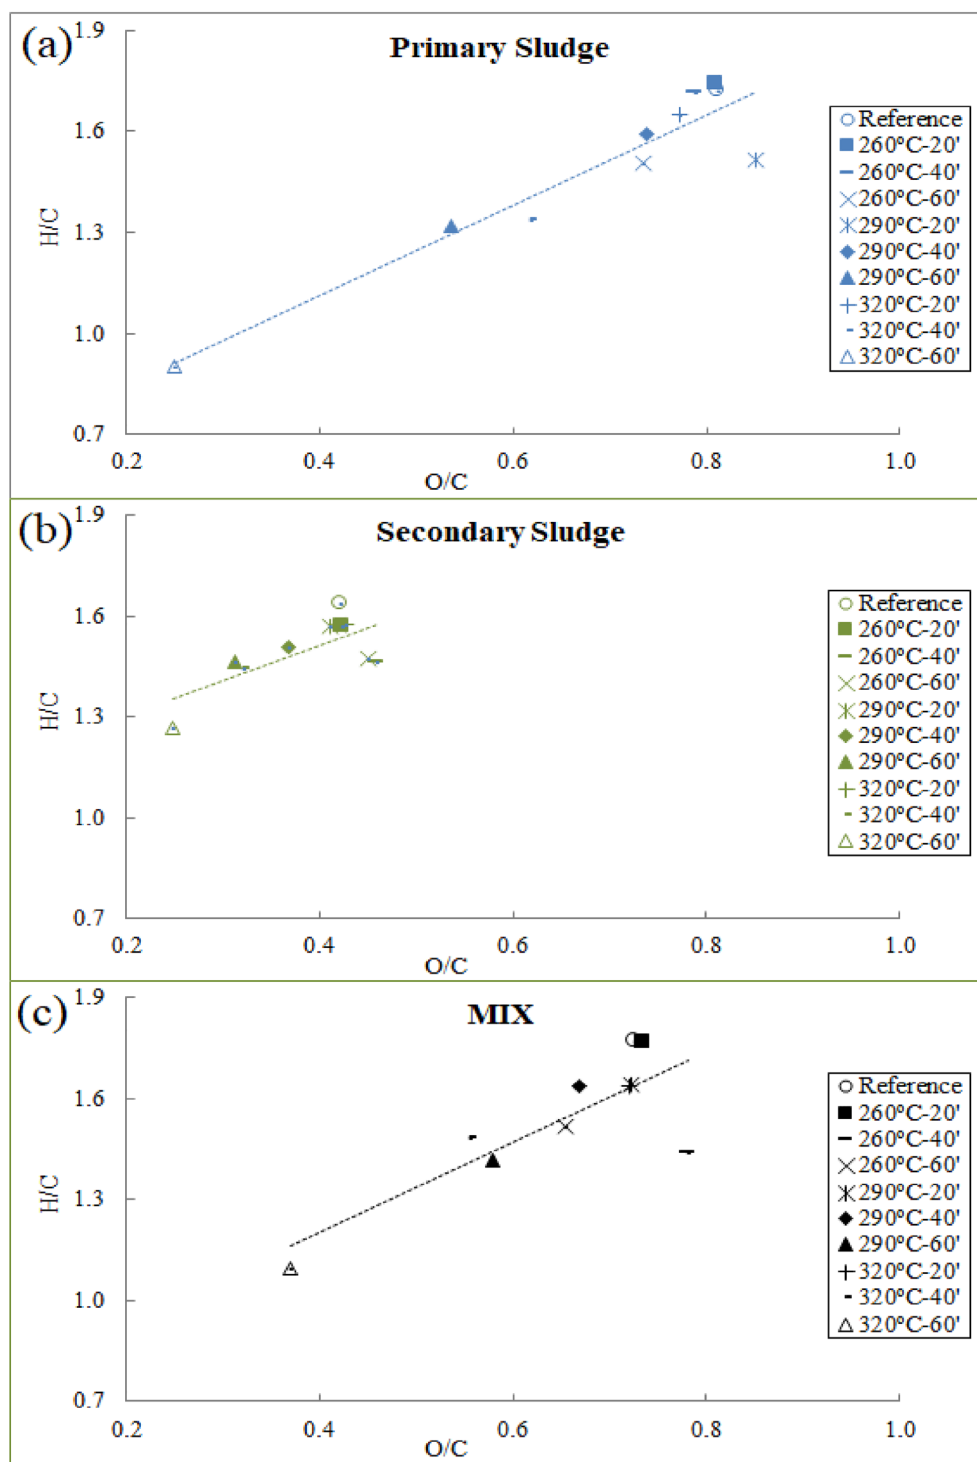 (a)
Primary Sludge
1.9
1.6
1.3
1.0
0.7
H/C
0.2 0.4 0.6 0.8 1.0
O/C
Reference
260ºC-20'
260ºC-40'
260ºC-60'
290ºC-20'
290ºC-40'
290ºC-60'
320ºC-20'
320ºC-40'
320ºC-60'
(b)
Secondary Sludge
1.9
1.6
1.3
1.0
0.7
H/C
0.2 0.4 0.6 0.8 1.0
O/C
Reference
260ºC-20'
260ºC-40'
260ºC-60'
290ºC-20'
290ºC-40'
290ºC-60'
320ºC-20'
320ºC-40'
320ºC-60'
(c)
MIX
1.9
1.6
1.3
1.0
0.7
H/C
0.2 0.4 0.6 0.8 1.0
O/C
Reference
260ºC-20'
260ºC-40'
260ºC-60'
290ºC-20'
290ºC-40'
290ºC-60'
320ºC-20'
320ºC-40'
320ºC-60'